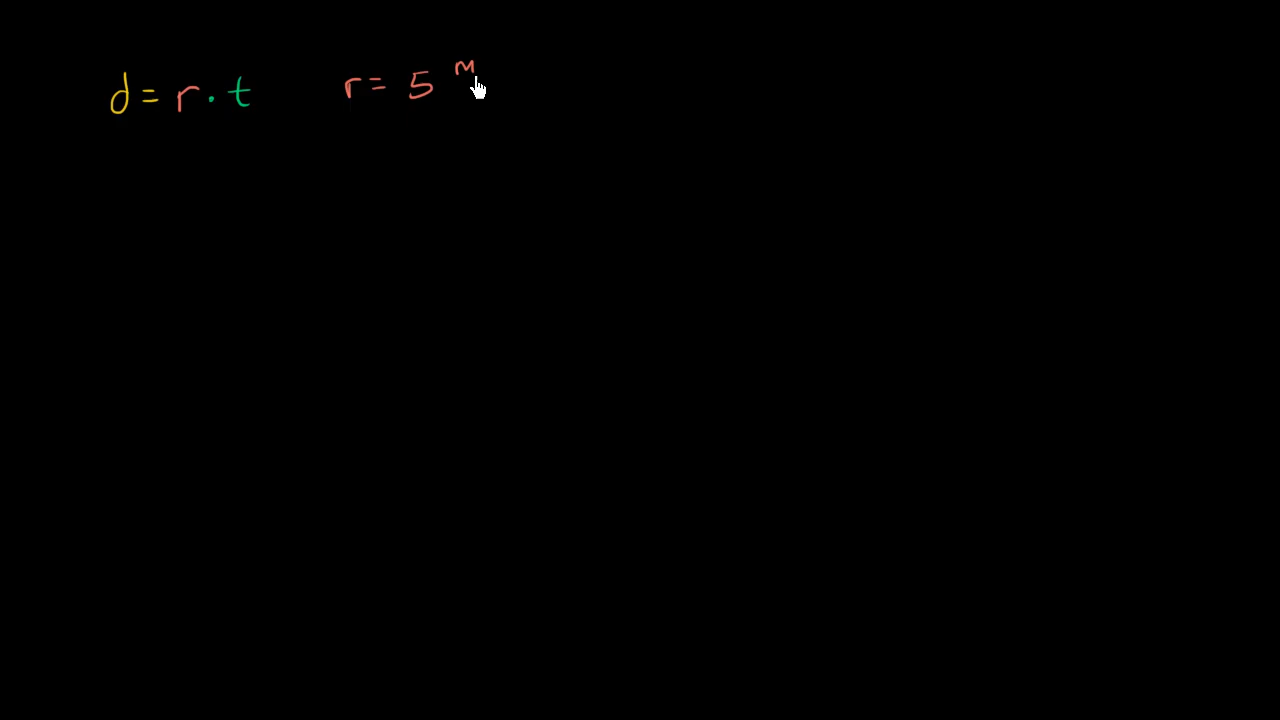 d = r · t r = 5 m